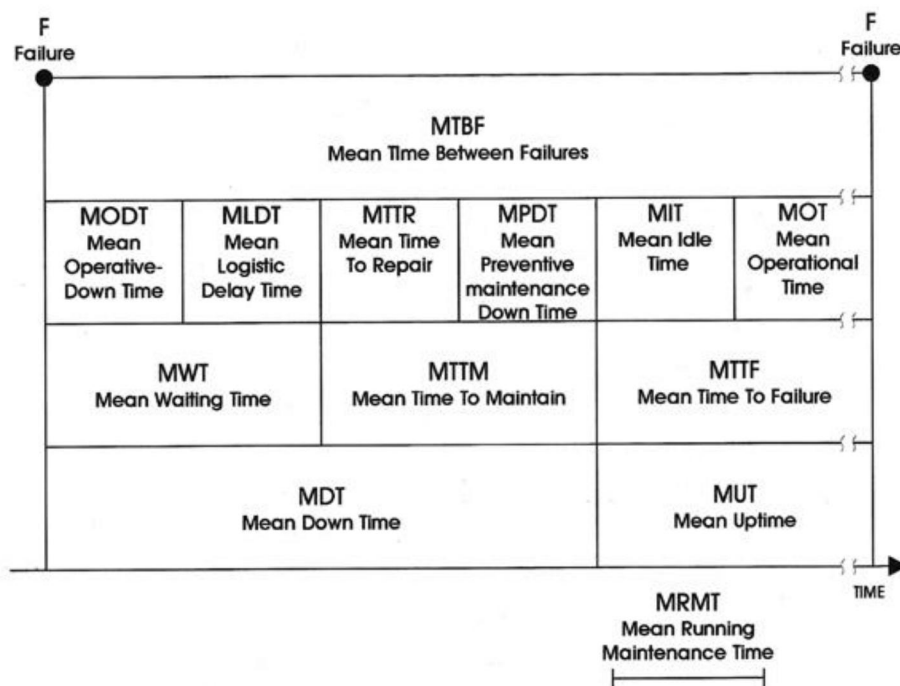 F
Failure
F
Failure
MTBF
Mean Time Between Failures
MODT
Mean
Operative-
Down Time
MLDT
Mean
Logistic
Delay Time
MTTR
Mean Time
To Repair
MPDT
Mean
Preventive
maintenance
Down Time
MIT
Mean Idle
Time
MOT
Mean
Operational
Time
MWT
Mean Waiting Time
MTTM
Mean Time To Maintain
MTTF
Mean Time To Failure
MDT
Mean Down Time
MUT
Mean Uptime
TIME
MRMT
Mean Running
Maintenance Time